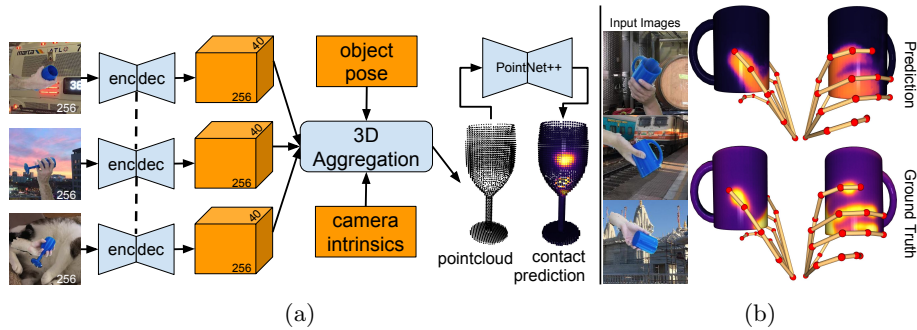 256
enc dec
40
256
256
enc dec
40
256
256
enc dec
40
256
object
pose
3D
Aggregation
camera
intrinsics
PointNet++
pointcloud
contact
prediction
(a)
Input Images
Prediction
Ground Truth
(b)